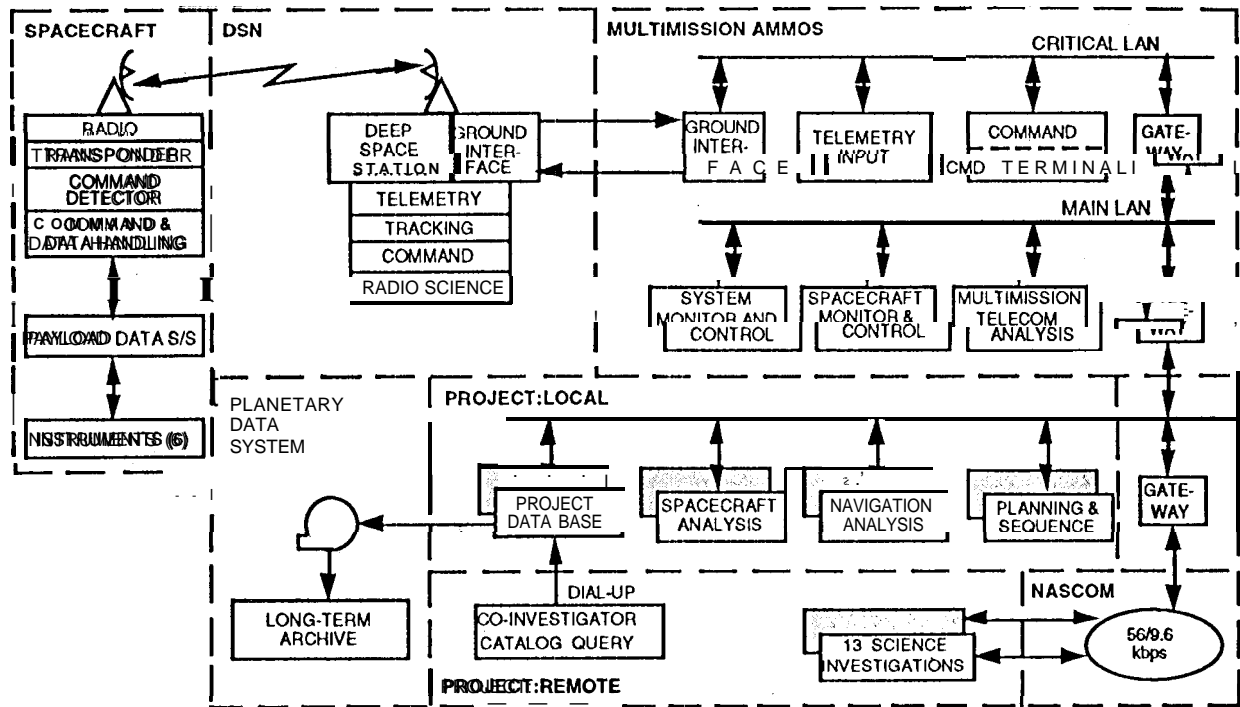 SPACECRAFT
RADIO
TRANSPONDER
COMMAND
DETECTOR
COMMAND &
DATA HANDLING
PAYLOAD DATA S/S
INSTRUMENTS (6)
DSN
DEEP
SPACE
STATION
GROUND
INTER-
FACE
TELEMETRY
TRACKING
COMMAND
RADIO SCIENCE
MULTIMISSION AMMOS
CRITICAL LAN
GROUND
INTER-
FACE
TELEMETRY
INPUT
COMMAND
CMD TERMINAL
GATE-
WAY
MAIN LAN
SYSTEM
MONITOR AND
CONTROL
SPACECRAFT
MONITOR &
CONTROL
MULTIMISSION
TELECOM
ANALYSIS
WAY
PLANETARY
DATA
SYSTEM
LONG-TERM
ARCHIVE
PROJECT:LOCAL
PROJECT
DATA BASE
SPACECRAFT
ANALYSIS
NAVIGATION
ANALYSIS
PLANNING &
SEQUENCE
GATE-
WAY
DIAL-UP
CO-INVESTIGATOR
CATALOG QUERY
13 SCIENCE
INVESTIGATIONS
PROJECT:REMOTE
NASCOM
56/9.6
kbps